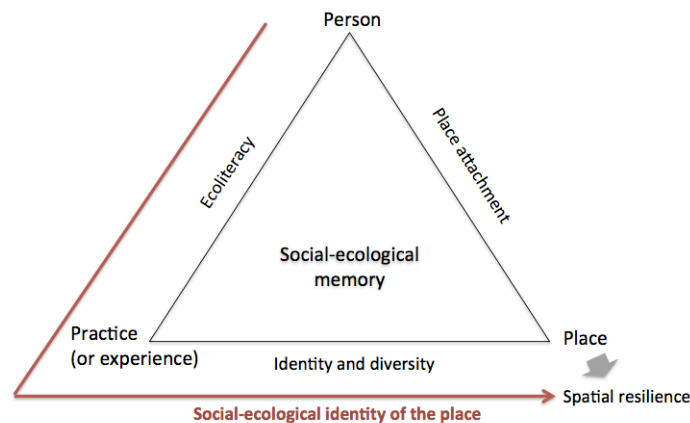 Person
Ecoliteracy
Place attachment
Social-ecological
memory
Practice
(or experience)
Place
Identity and diversity
Spatial resilience
Social-ecological identity of the place